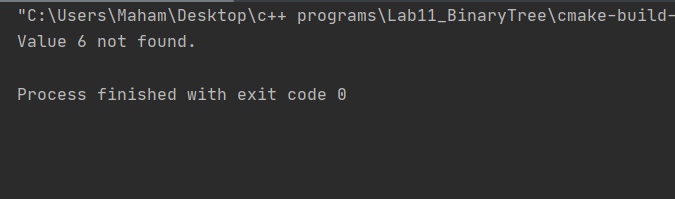 "C:\Users\Maham\Desktop\c++ programs\Lab11_BinaryTree\cmake-build-
Value 6 not found.
Process finished with exit code 0